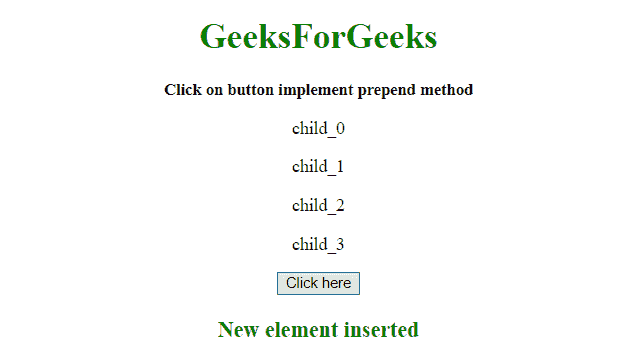 GeeksForGeeks
Click on button implement prepend method
child_0
child_1
child_2
child_3
Click here
New element inserted